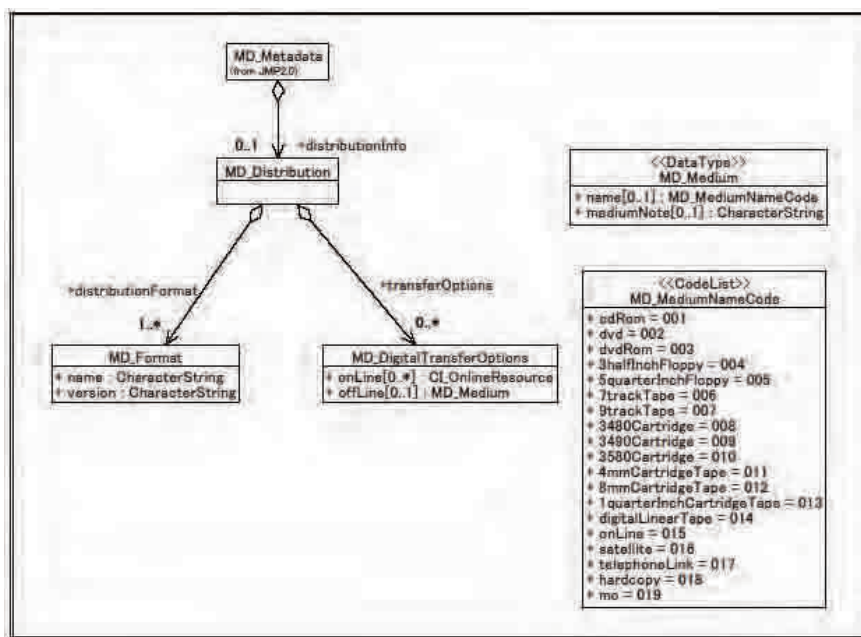 MD_Metadata
(from JMP2.0)
0..1 +distributionInfo
MD_Distribution
+distributionFormat
1..*
+transferOptions
0..*
MD_Format
+ name : CharacterString
+ version : CharacterString
MD_DigitalTransferOptions
+ onLine[0..*] : CI_OnlineResource
+ offLine[0..1] : MD_Medium
<<DataType>>
MD_Medium
+ name[0..1] : MD_MediumNameCode
+ mediumNote[0..1] : CharacterString
<<CodeList>>
MD_MediumNameCode
+ cdRom = 001
+ dvd = 002
+ dvdRom = 003
+ 3halfInchFloppy = 004
+ 5quarterInchFloppy = 005
+ 7trackTape = 006
+ 9trackTape = 007
+ 3480Cartridge = 008
+ 3490Cartridge = 009
+ 3580Cartridge = 010
+ 4mmCartridgeTape = 011
+ 8mmCartridgeTape = 012
+ 1quarterInchCartridgeTape = 013
+ digitalLinearTape = 014
+ onLine = 015
+ satellite = 016
+ telephoneLink = 017
+ hardcopy = 018
+ mo = 019